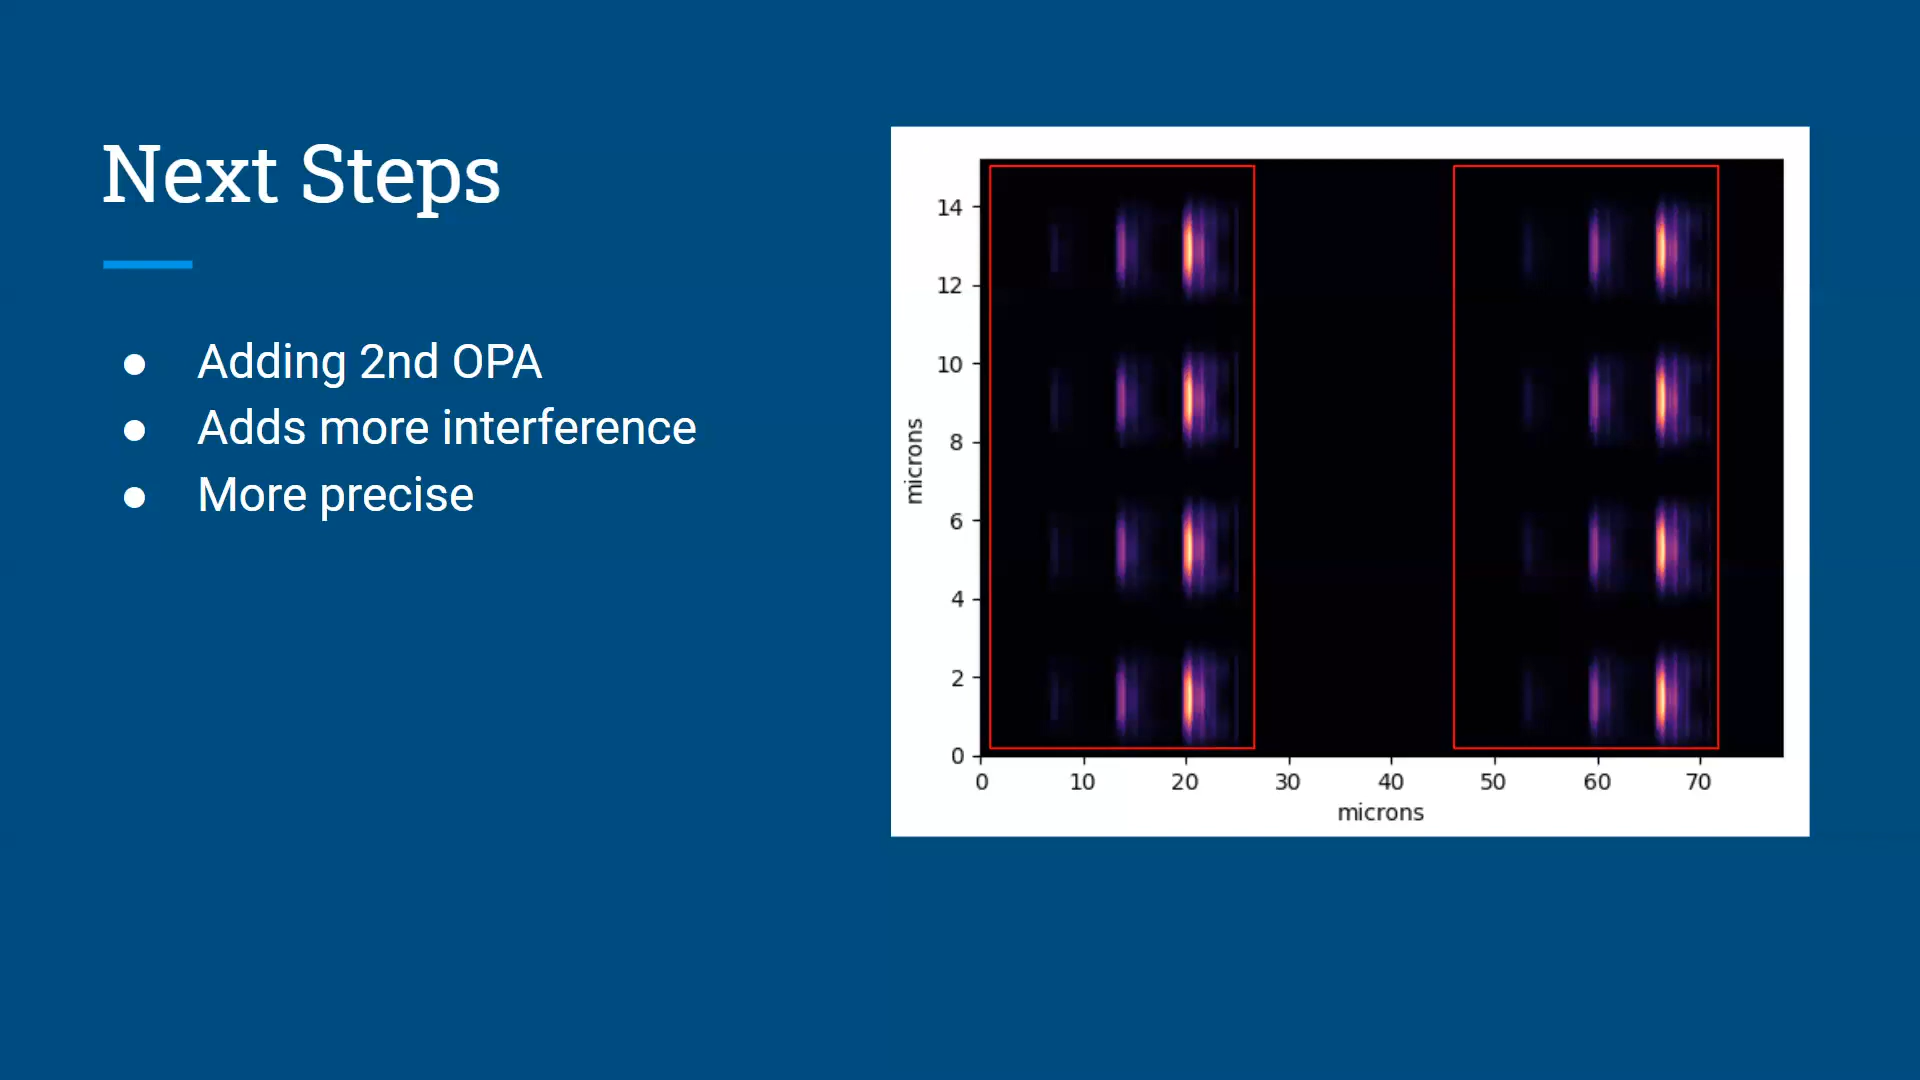 Next Steps
● Adding 2nd OPA
● Adds more interference
● More precise
microns
14
12
10
8
6
4
2
0
0 10 20 30 40 50 60 70
microns